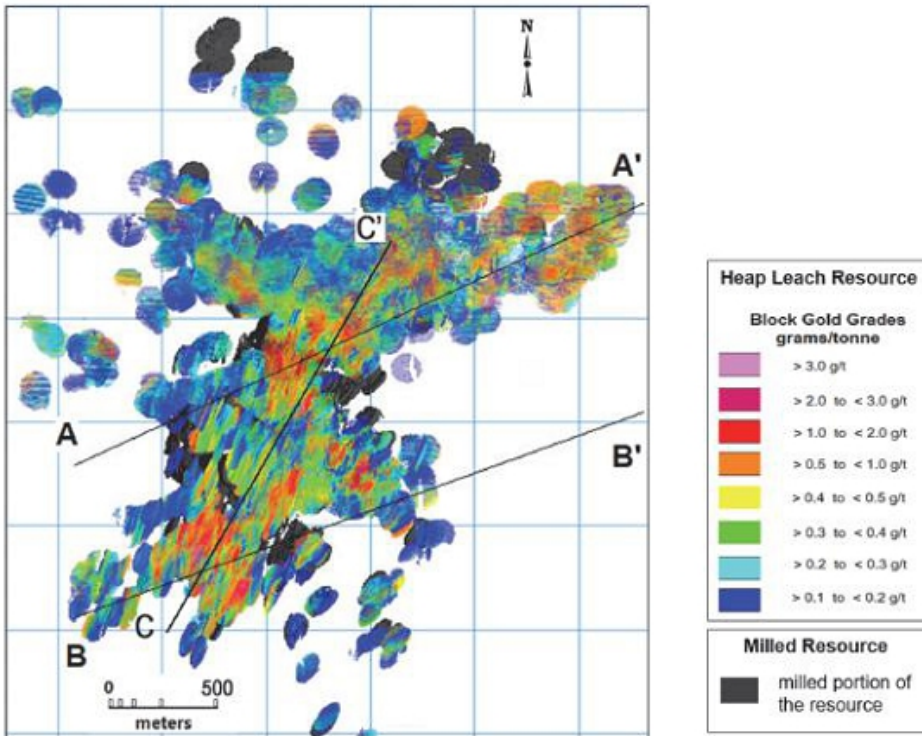 N
A'
C'
A
B'
C
B
0 500
meters
Heap Leach Resource
Block Gold Grades
grams/tonne
> 3.0 g/t
> 2.0 to < 3.0 g/t
> 1.0 to < 2.0 g/t
> 0.5 to < 1.0 g/t
> 0.4 to < 0.5 g/t
> 0.3 to < 0.4 g/t
> 0.2 to < 0.3 g/t
> 0.1 to < 0.2 g/t
Milled Resource
milled portion of
the resource